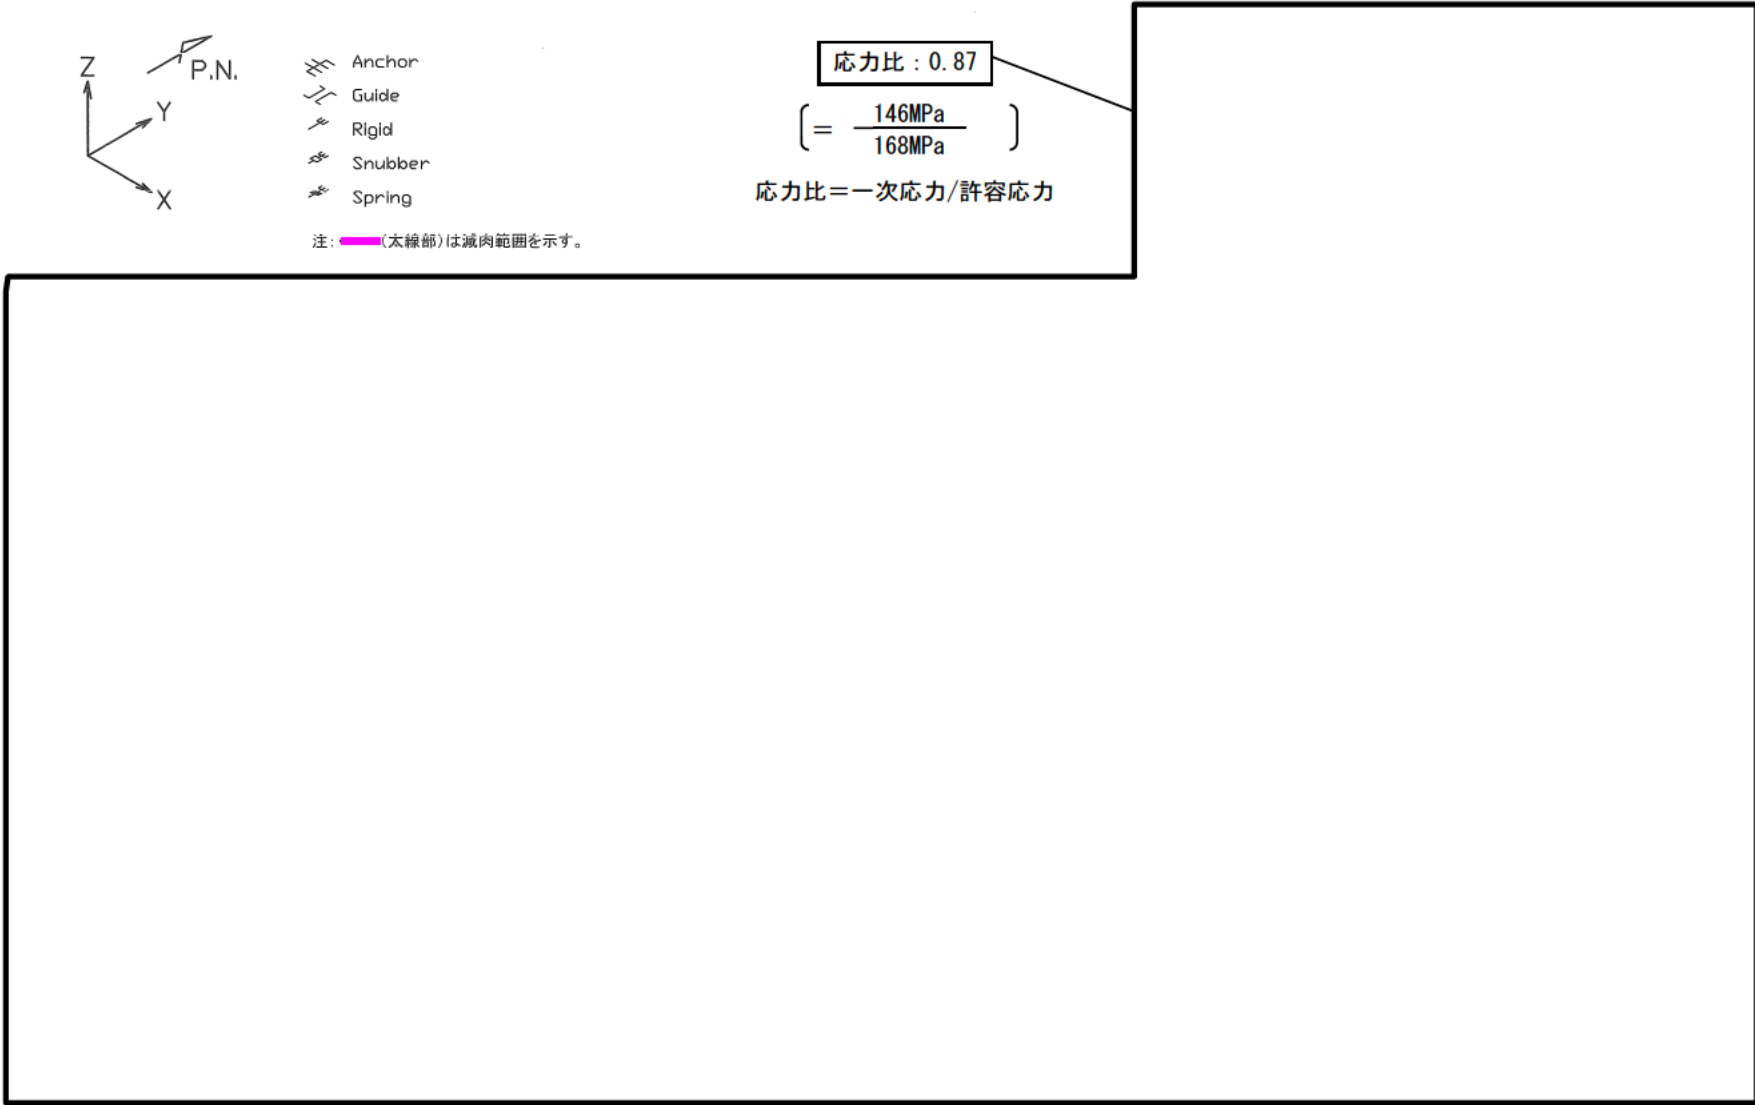 Z
P.N.
Y
X
Anchor
Guide
Rigid
Snubber
Spring
注:　(太線部)は減肉範囲を示す。
応力比：0.87
= 146MPa
168MPa
応力比＝一次応力/許容応力